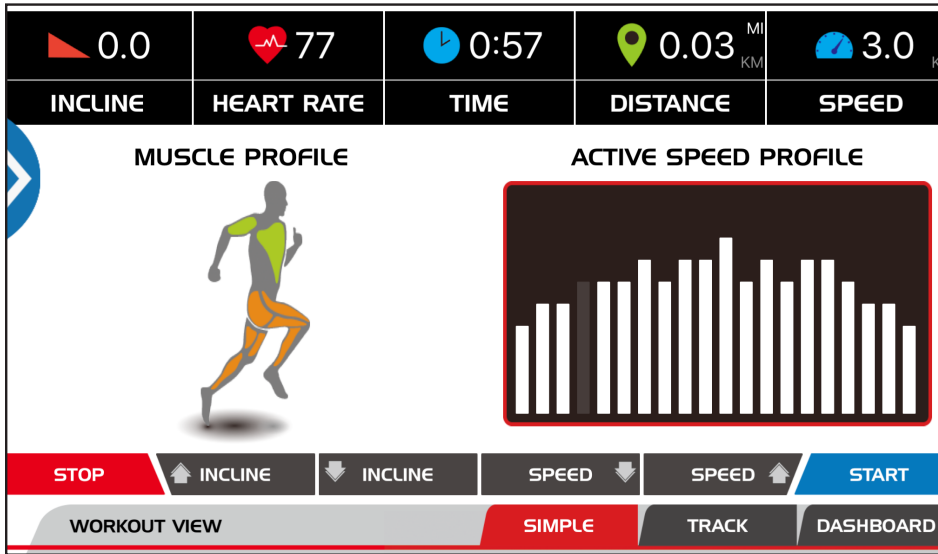 0.0
77
0:57
0.03 MI
KM
3.0
INCLINE
HEART RATE
TIME
DISTANCE
SPEED
MUSCLE PROFILE
ACTIVE SPEED PROFILE
STOP
INCLINE
INCLINE
SPEED
SPEED
START
WORKOUT VIEW
SIMPLE
TRACK
DASHBOARD